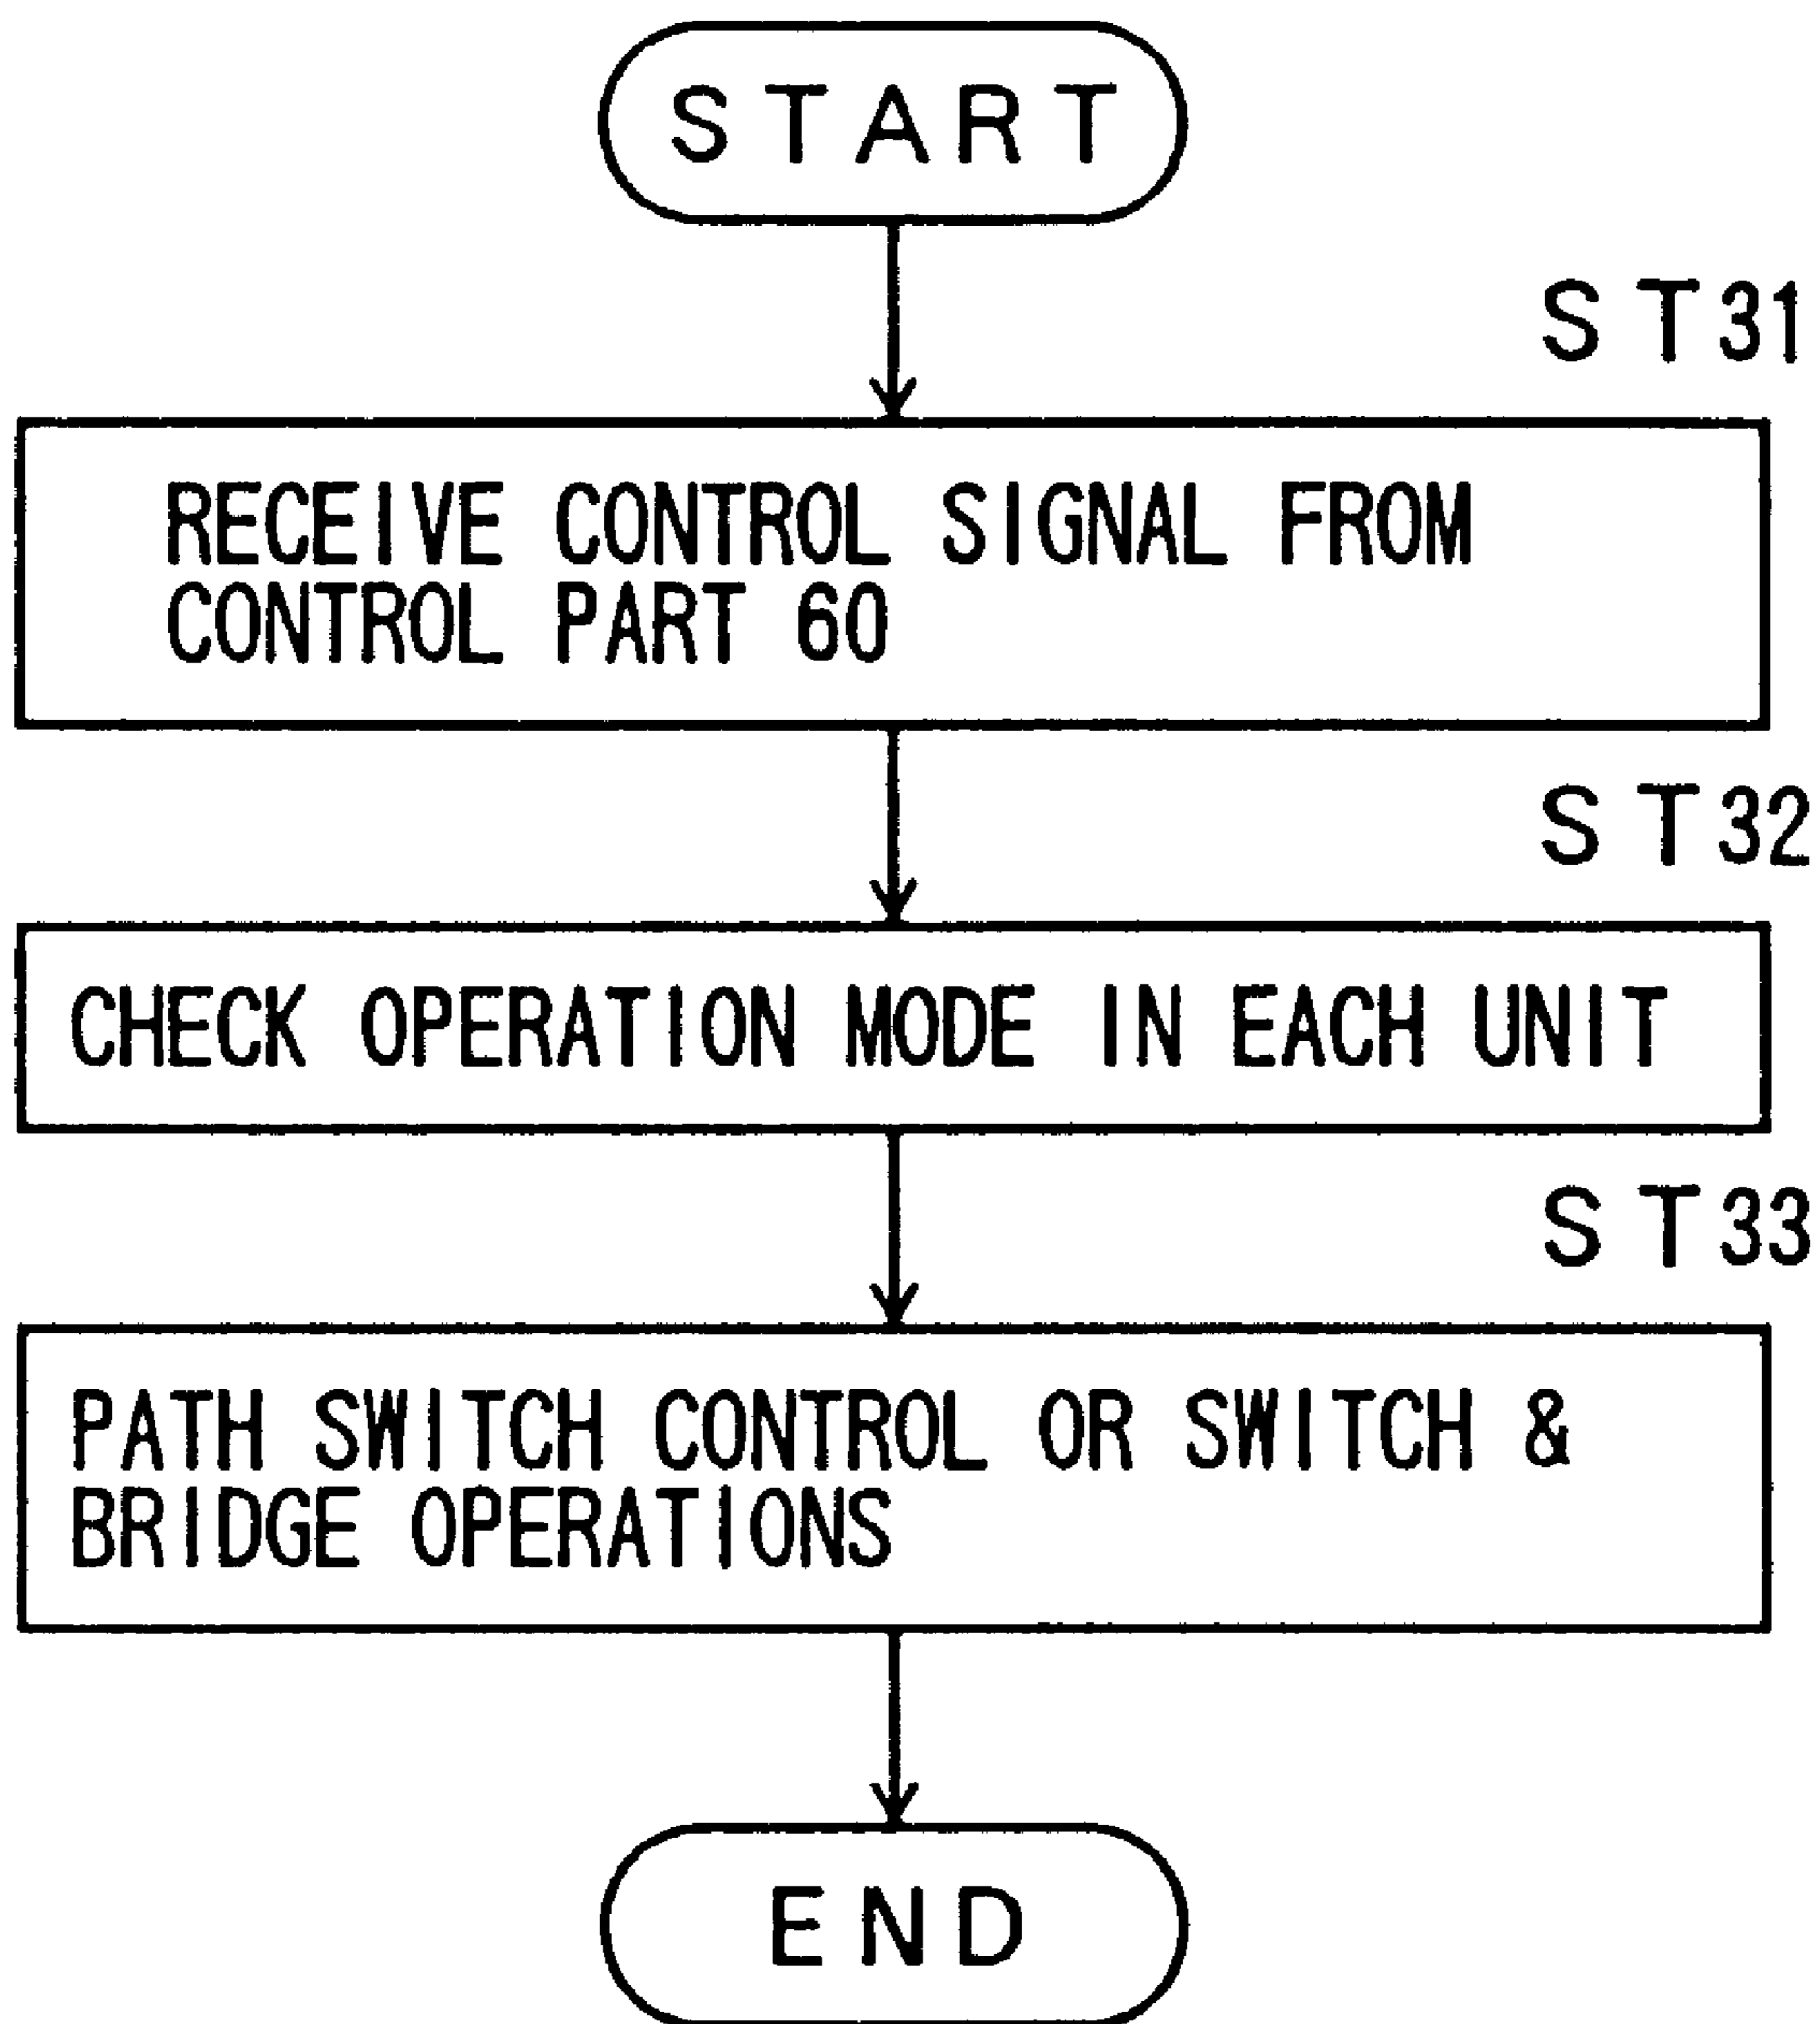 START
ST31
RECEIVE CONTROL SIGNAL FROM
CONTROL PART 60
ST32
CHECK OPERATION MODE IN EACH UNIT
ST33
PATH SWITCH CONTROL OR SWITCH &
BRIDGE OPERATIONS
END